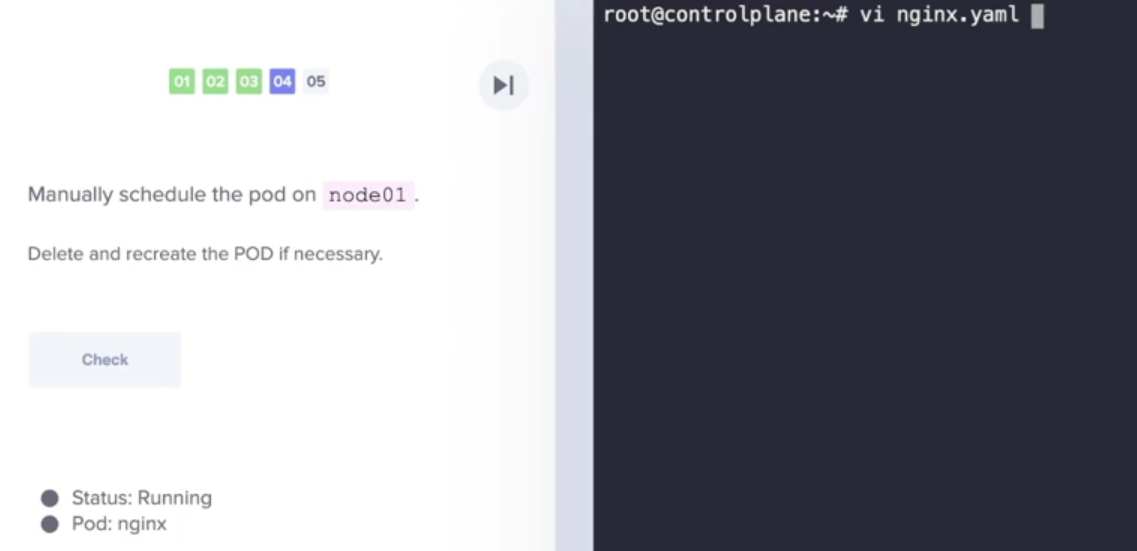 01 02 03 04 05
Manually schedule the pod on node01.
Delete and recreate the POD if necessary.
Check
Status: Running
Pod: nginx
root@controlplane:~# vi nginx.yaml